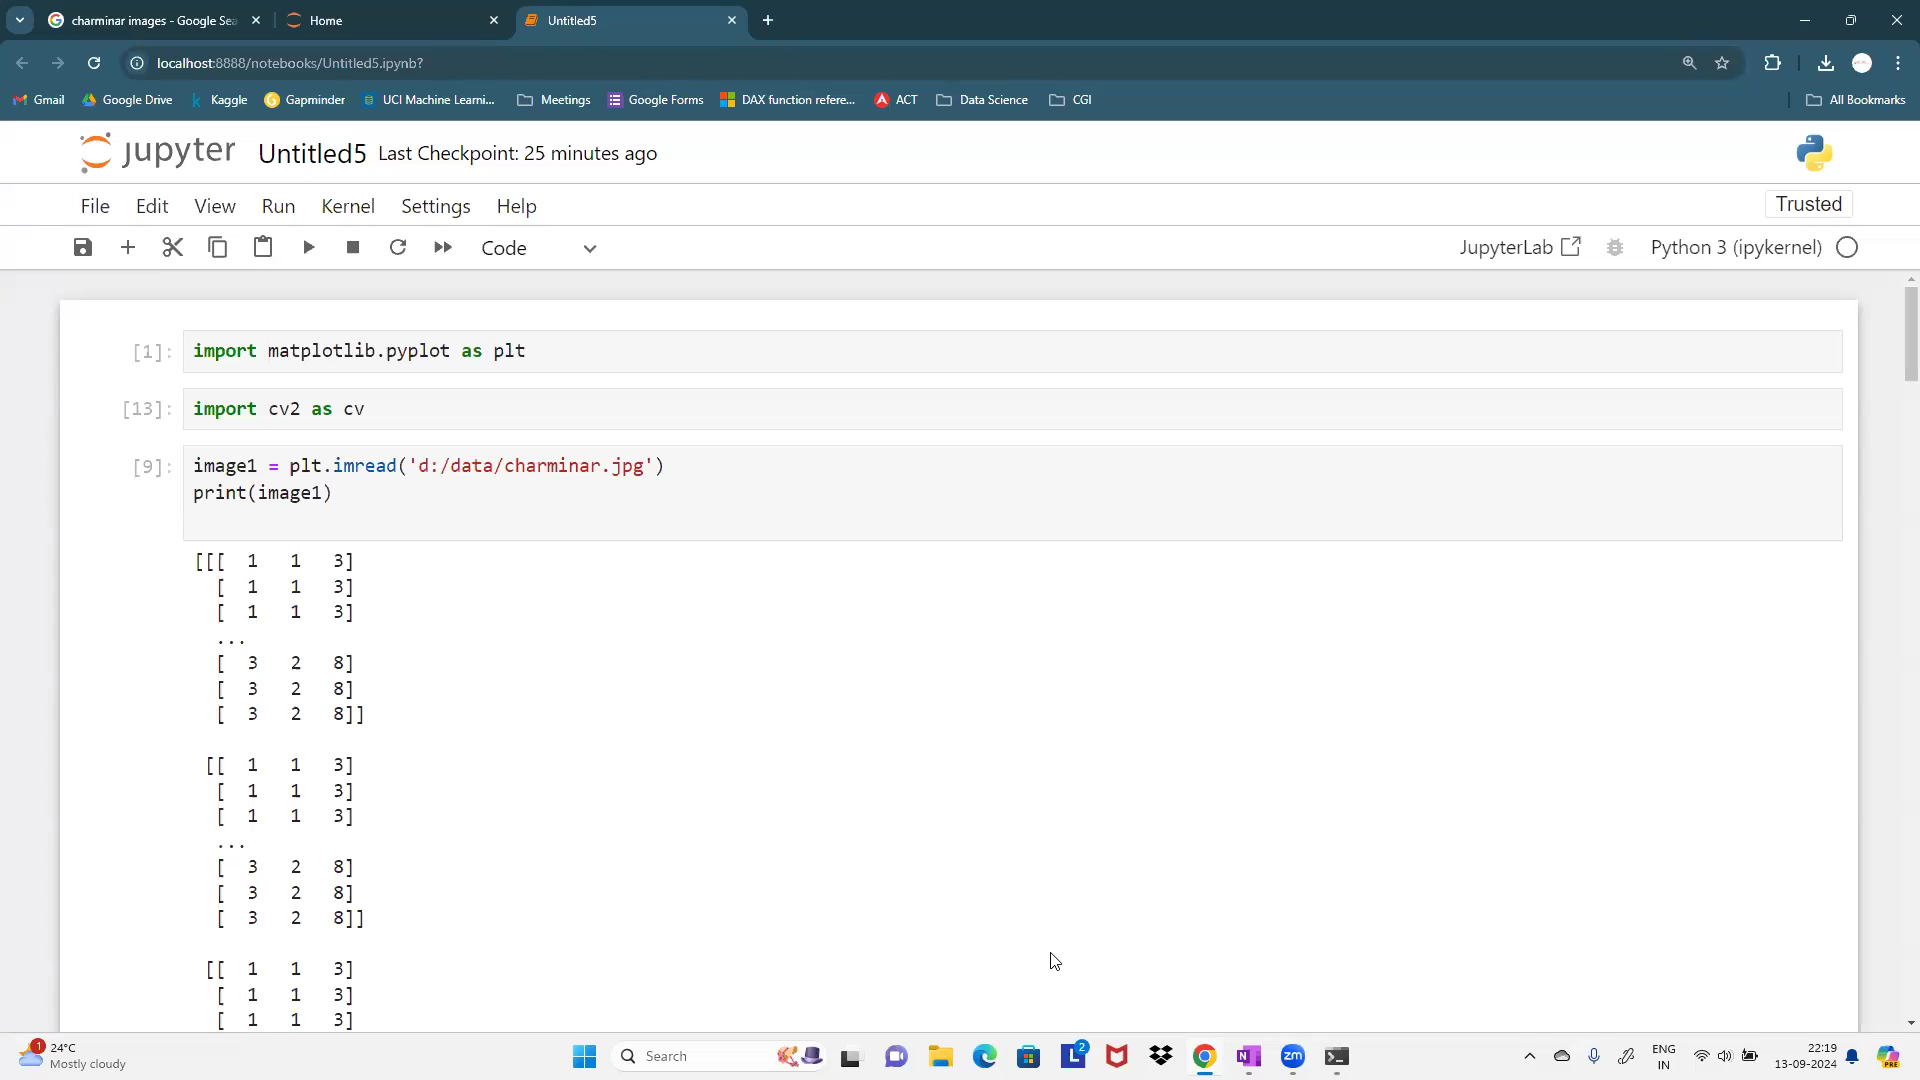 charminar images - Google Sea
Home
Untitled5
localhost:8888/notebooks/Untitled5.ipynb?
Gmail
Google Drive
Kaggle
Gapminder
UCI Machine Learni...
Meetings
Google Forms
DAX function refere...
ACT
Data Science
CGI
All Bookmarks
jupyter Untitled5 Last Checkpoint: 25 minutes ago
File Edit View Run Kernel Settings Help
Trusted
Code
JupyterLab
Python 3 (ipykernel)
[1]: import matplotlib.pyplot as plt
[13]: import cv2 as cv
[9]: image1 = plt.imread('d:/data/charminar.jpg')
print(image1)
[[[ 1 1 3]
[ 1 1 3]
[ 1 1 3]
...
[ 3 2 8]
[ 3 2 8]
[ 3 2 8]]
[[ 1 1 3]
[ 1 1 3]
[ 1 1 3]
...
[ 3 2 8]
[ 3 2 8]
[ 3 2 8]]
[[ 1 1 3]
[ 1 1 3]
[ 1 1 3]
1
24°C
Mostly cloudy
Search
L
2
N
zm
ENG
IN
22:19
13-09-2024
PRE